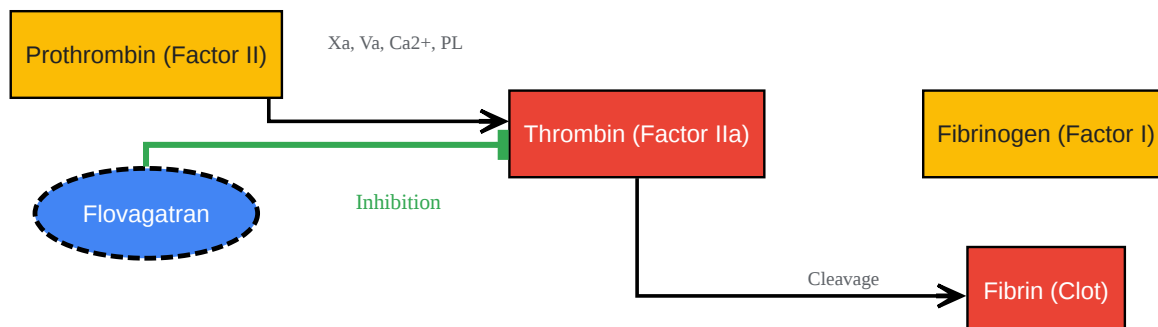 Prothrombin (Factor II)
Xa, Va, Ca2+, PL
Thrombin (Factor IIa)
Fibrinogen (Factor I)
Flovagatran
Inhibition
Cleavage
Fibrin (Clot)